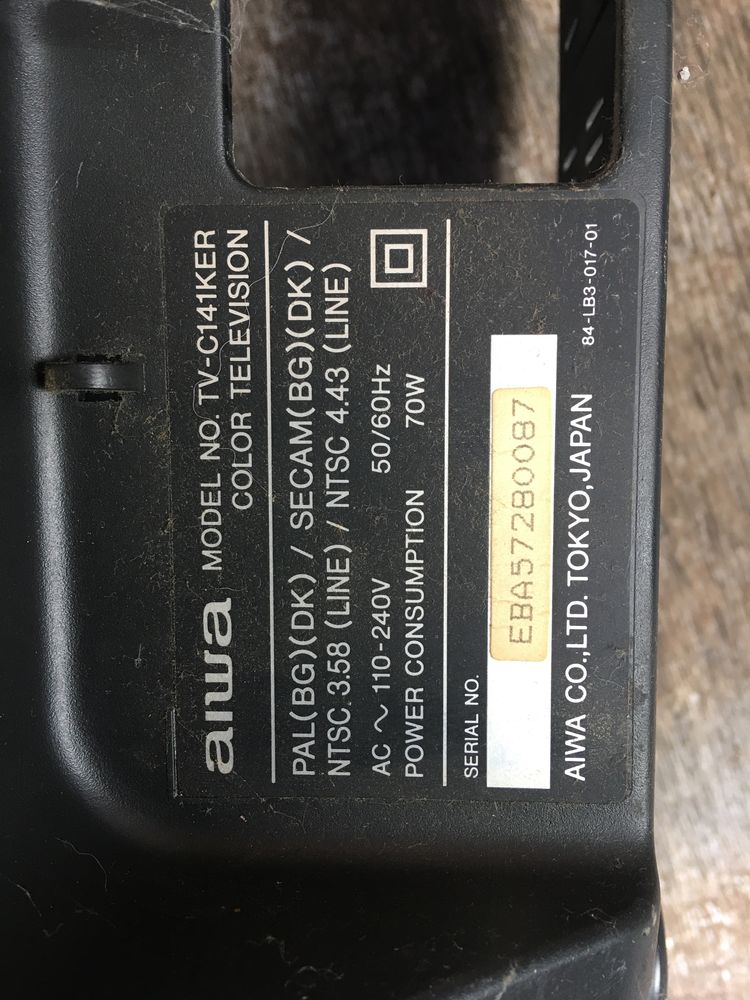 aiwa MODEL NO. TV-C141KER
COLOR TELEVISION
PAL(BG)(DK) / SECAM(BG)(DK) /
NTSC 3.58 (LINE) / NTSC 4.43 (LINE)
AC ~ 110-240V 50/60Hz
POWER CONSUMPTION 70W
SERIAL NO.
EBA57280087
AIWA CO.,LTD. TOKYO,JAPAN
84-LB3-017-01